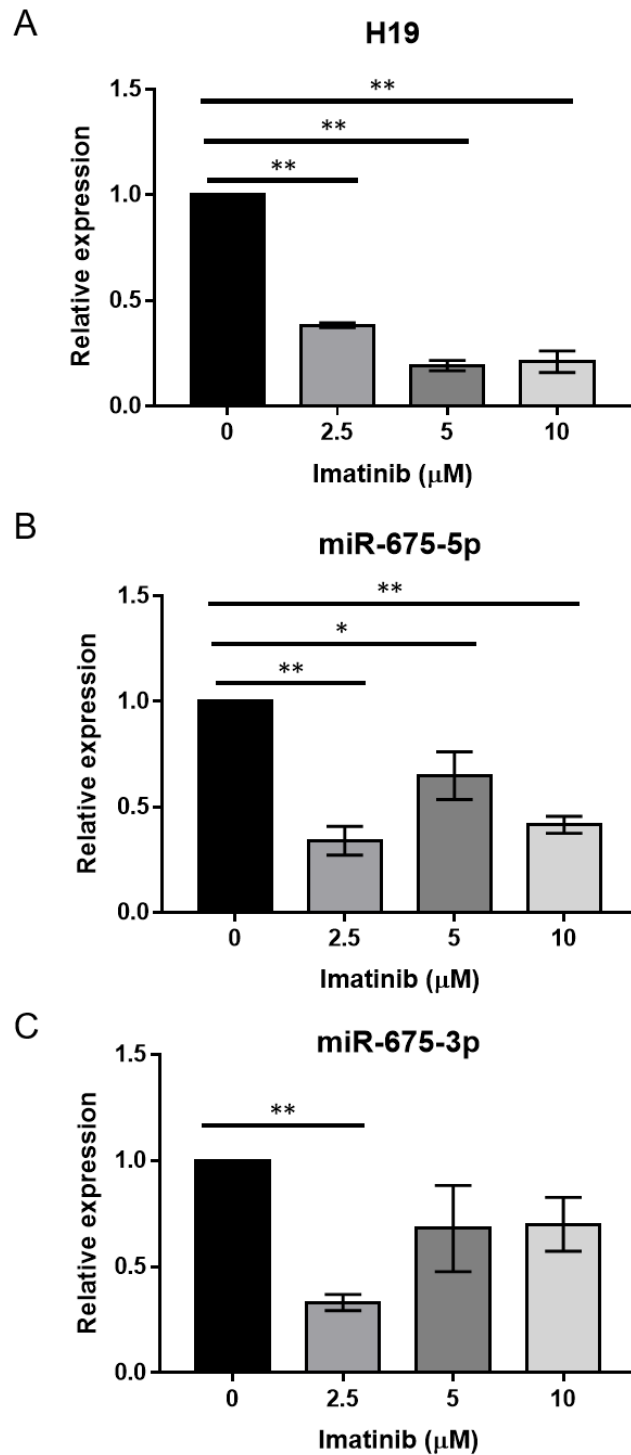 A
H19
Relative expression
1.5
1.0
0.5
0.0
**
**
**
0 2.5 5 10
Imatinib (μM)
B
miR-675-5p
Relative expression
1.5
1.0
0.5
0.0
**
*
**
0 2.5 5 10
Imatinib (μM)
C
miR-675-3p
Relative expression
1.5
1.0
0.5
0.0
**
0 2.5 5 10
Imatinib (μM)